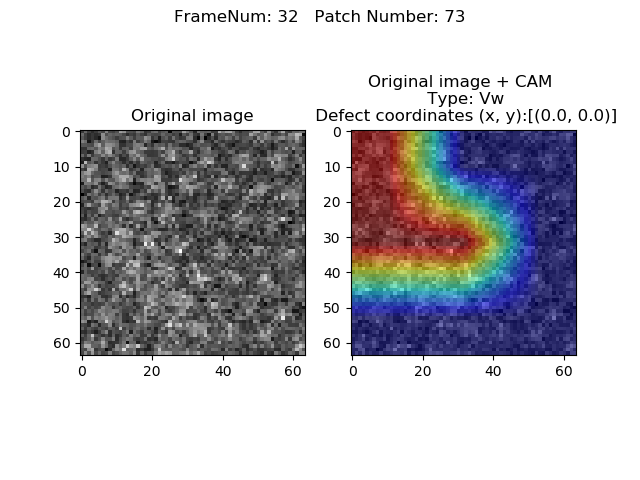 FrameNum: 32   Patch Number: 73
Original image
0
10
20
30
40
50
60
0 20 40 60
Original image + CAM
Type: Vw
Defect coordinates (x, y):[(0.0, 0.0)]
0
10
20
30
40
50
60
0 20 40 60